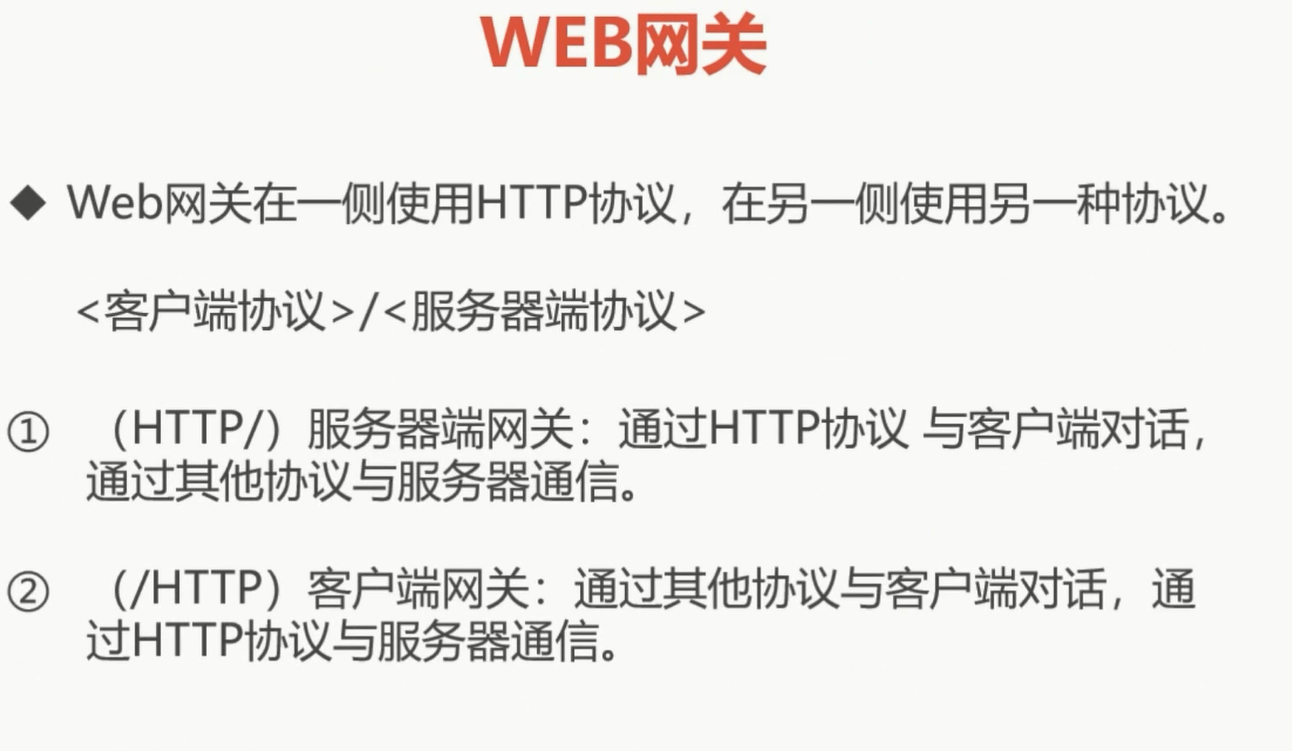 WEB网关
◆ Web网关在一侧使用HTTP协议，在另一侧使用另一种协议。
<客户端协议>/<服务器端协议>
① （HTTP/）服务器端网关：通过HTTP协议 与客户端对话，
通过其他协议与服务器通信。
② （/HTTP）客户端网关：通过其他协议与客户端对话，通
过HTTP协议与服务器通信。